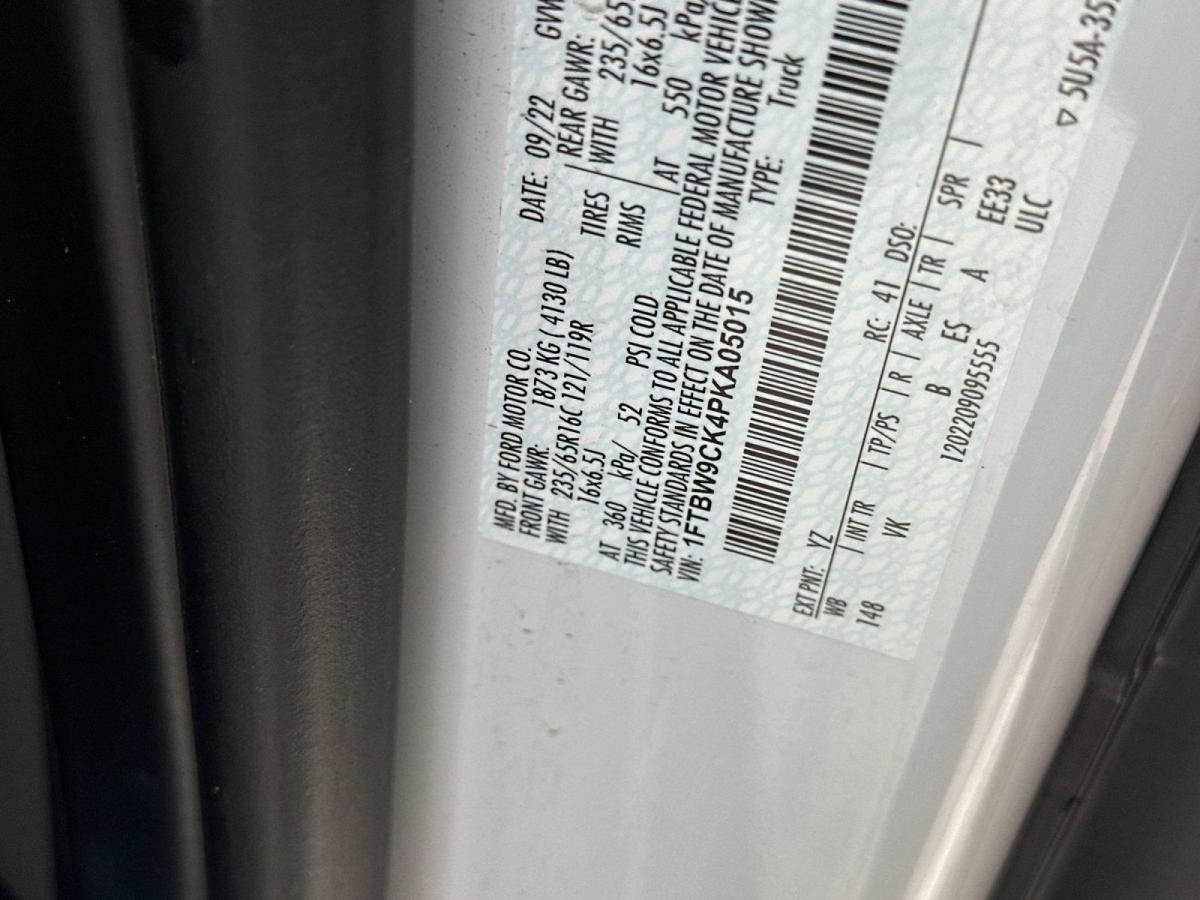 MFD. BY FORD MOTOR CO.
DATE: 09/22
FRONT GAWR: 1873 KG ( 4130 LB)
REAR GAWR:
WITH 235/65R16C 121/119R TIRES WITH 235/65
16x6.5J RIMS 16x6.5J
AT 360 kPa/ 52 PSI COLD AT 550 kPa/
THIS VEHICLE CONFORMS TO ALL APPLICABLE FEDERAL MOTOR VEHICLE
SAFETY STANDARDS IN EFFECT ON THE DATE OF MANUFACTURE SHOWN
VIN: 1FTBW9CK4PKA05015 TYPE: Truck
EXT PNT: YZ RC: 41 DSO:
WB | INT TR | TP/PS | R | AXLE | TR | SPR |
148 VK B ES A EE33
1202209095555 ULC
▽ 5U5A-35